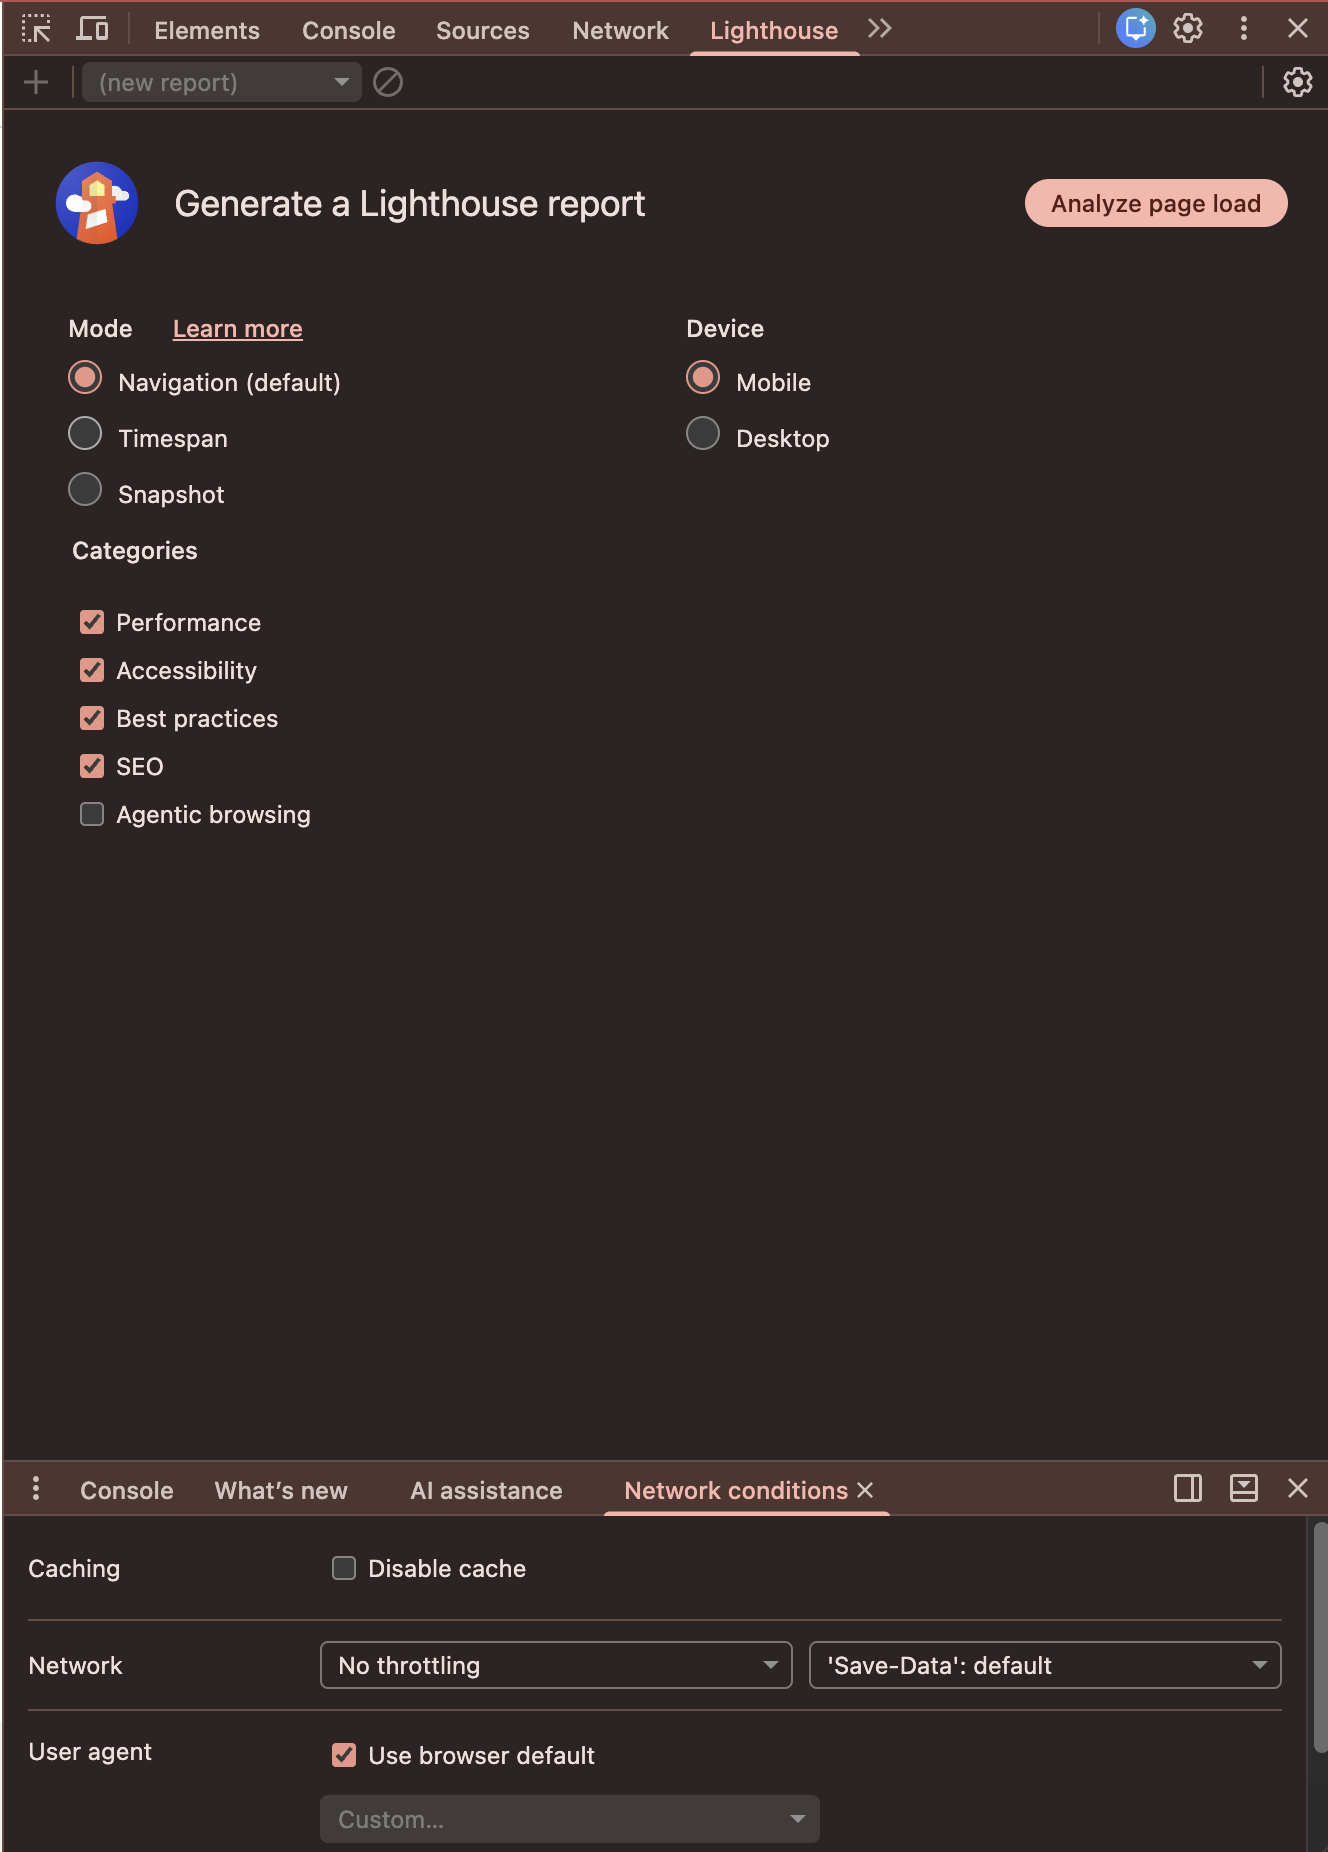 Elements Console Sources Network Lighthouse
(new report)
Generate a Lighthouse report
Analyze page load
Mode Learn more
Navigation (default)
Timespan
Snapshot
Device
Mobile
Desktop
Categories
Performance
Accessibility
Best practices
SEO
Agentic browsing
Console What’s new AI assistance Network conditions
Caching Disable cache
Network No throttling 'Save-Data': default
User agent Use browser default
Custom...